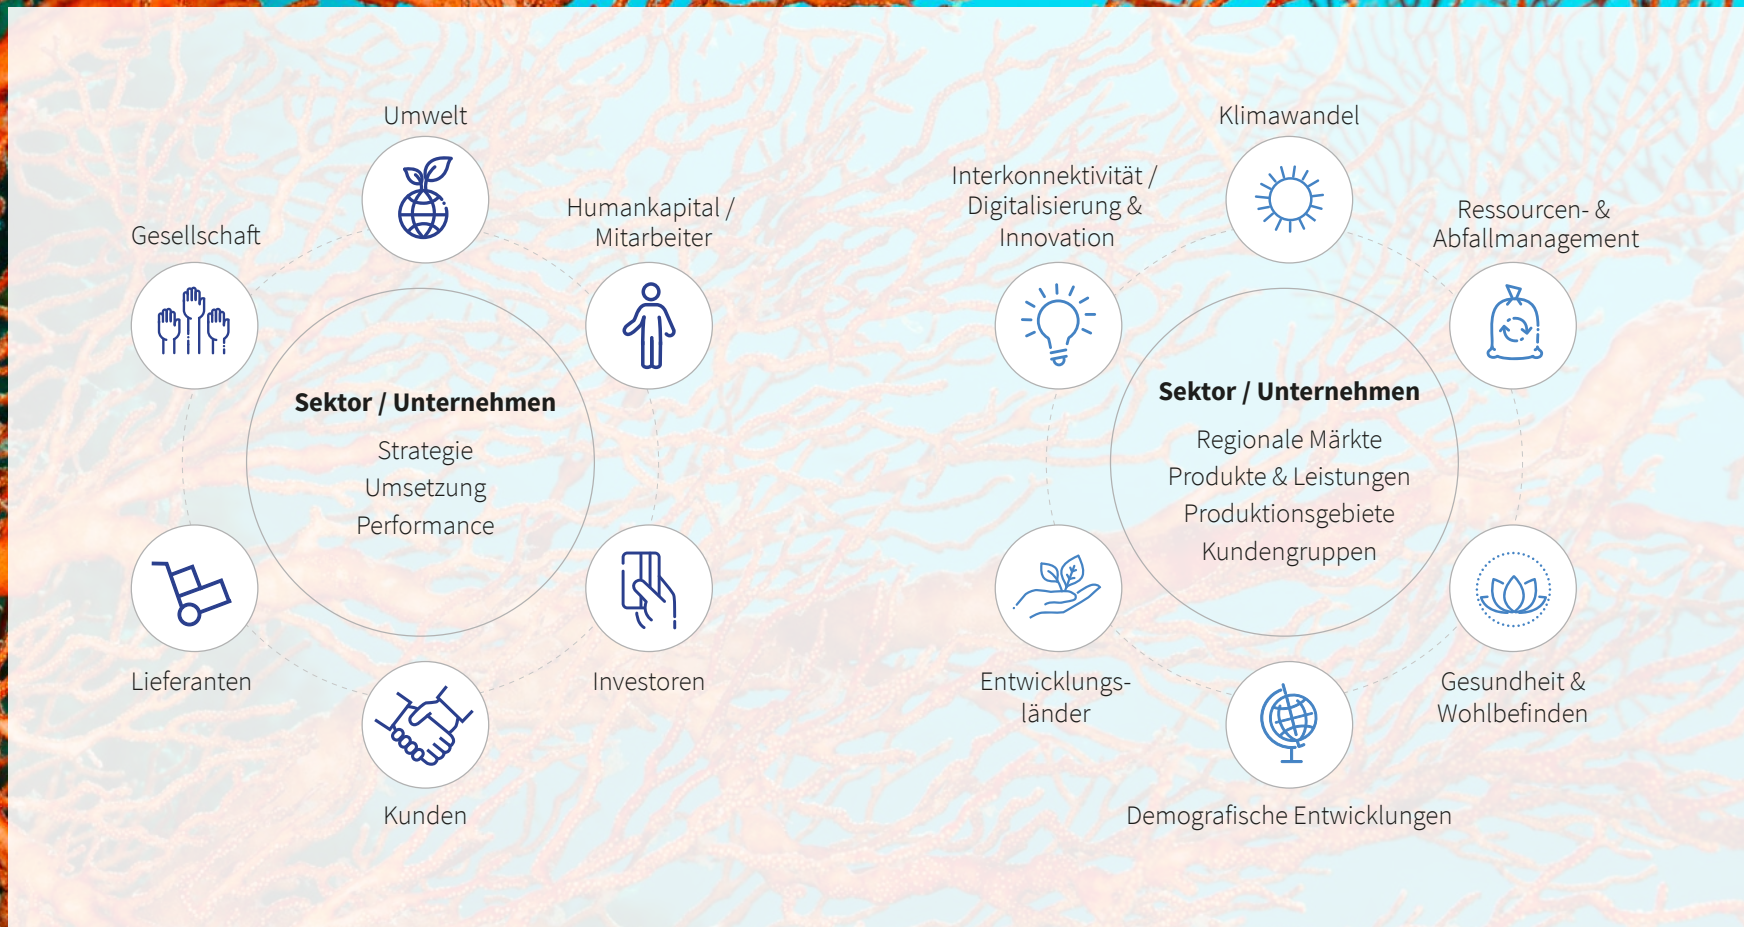 Umwelt
Gesellschaft
Humankapital /
Mitarbeiter
Sektor / Unternehmen
Strategie
Umsetzung
Performance
Lieferanten
Investoren
Kunden
Klimawandel
Interkonnektivität /
Digitalisierung &
Innovation
Ressourcen- &
Abfallmanagement
Sektor / Unternehmen
Regionale Märkte
Produkte & Leistungen
Produktionsgebiete
Kundengruppen
Entwicklungs-
länder
Gesundheit &
Wohlbefinden
Demografische Entwicklungen